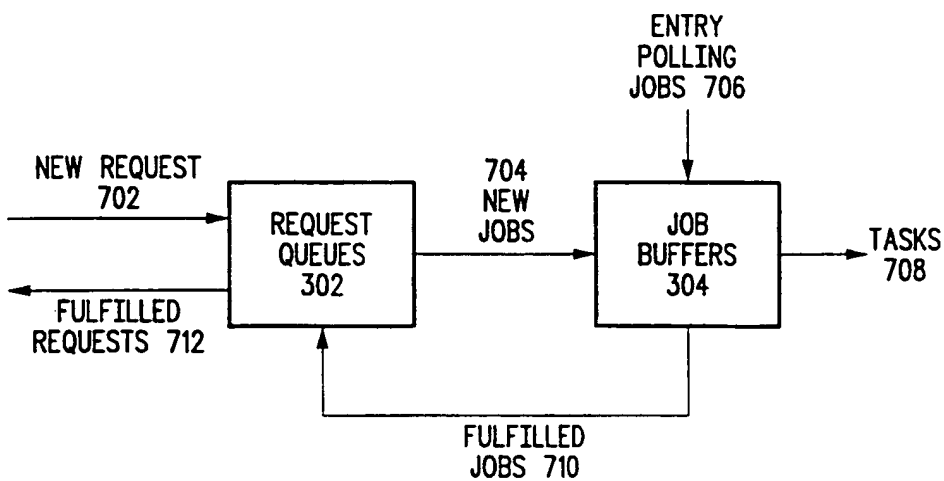 ENTRY
POLLING
JOBS 706
NEW REQUEST
702
704
NEW
JOBS
REQUEST
QUEUES
302
JOB
BUFFERS
304
TASKS
708
FULFILLED
REQUESTS 712
FULFILLED
JOBS 710